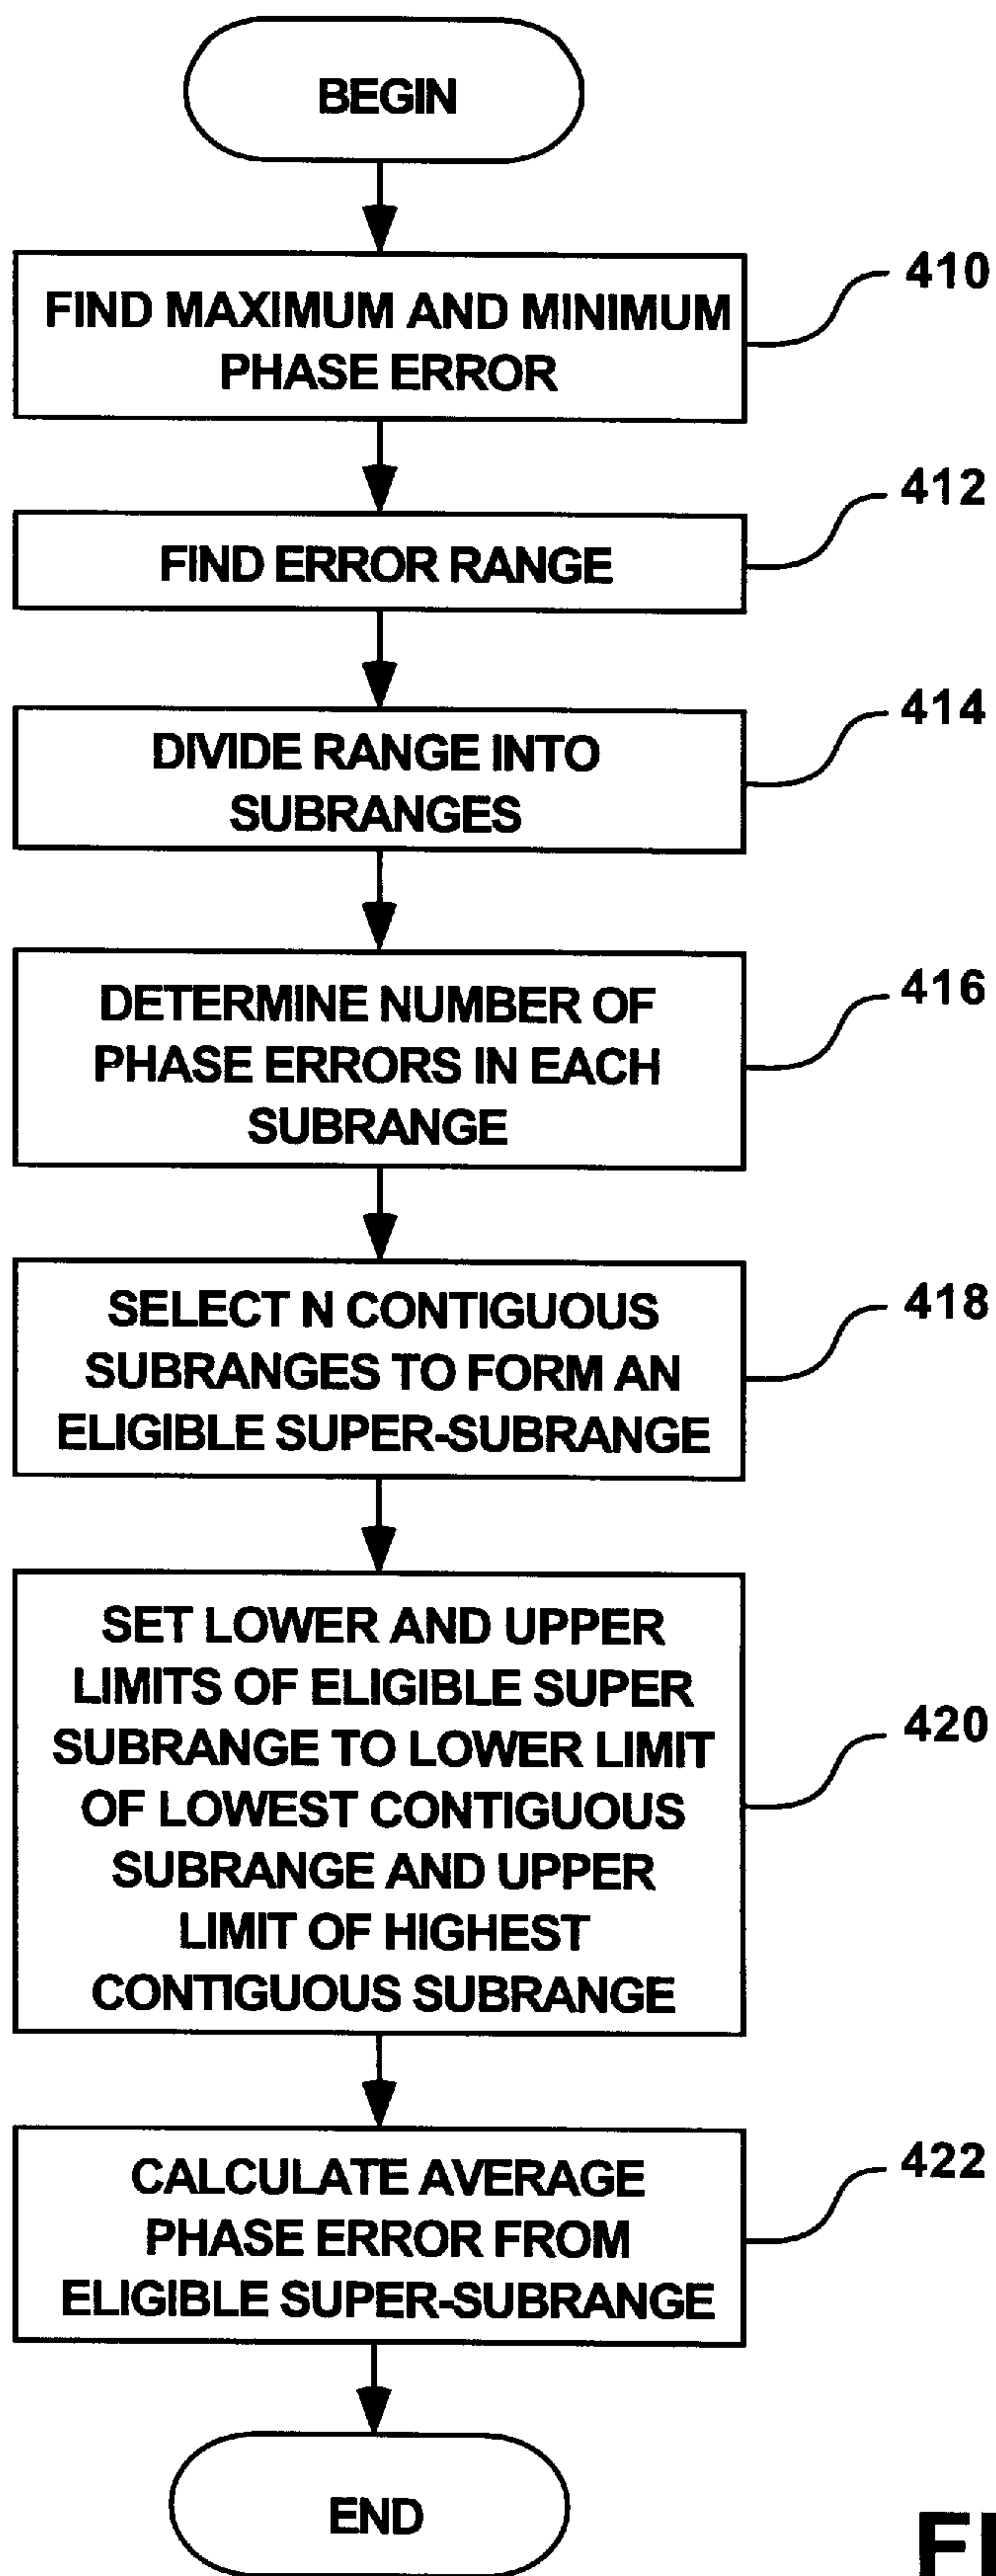 BEGIN
FIND MAXIMUM AND MINIMUM
PHASE ERROR
410
FIND ERROR RANGE
412
DIVIDE RANGE INTO
SUBRANGES
414
DETERMINE NUMBER OF
PHASE ERRORS IN EACH
SUBRANGE
416
SELECT N CONTIGUOUS
SUBRANGES TO FORM AN
ELIGIBLE SUPER-SUBRANGE
418
SET LOWER AND UPPER
LIMITS OF ELIGIBLE SUPER
SUBRANGE TO LOWER LIMIT
OF LOWEST CONTIGUOUS
SUBRANGE AND UPPER
LIMIT OF HIGHEST
CONTIGUOUS SUBRANGE
420
CALCULATE AVERAGE
PHASE ERROR FROM
ELIGIBLE SUPER-SUBRANGE
422
END